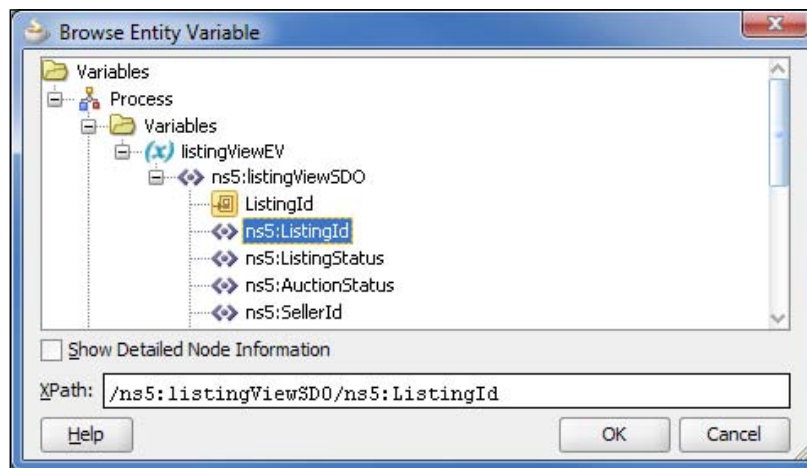 Browse Entity Variable
Variables
Process
Variables
(x) listingViewEV
ns5:listingViewSDO
ListingId
ns5:ListingId
ns5:ListingStatus
ns5:AuctionStatus
ns5:SellerId
Show Detailed Node Information
XPath: /ns5:listingViewSDO/ns5:ListingId
Help OK Cancel